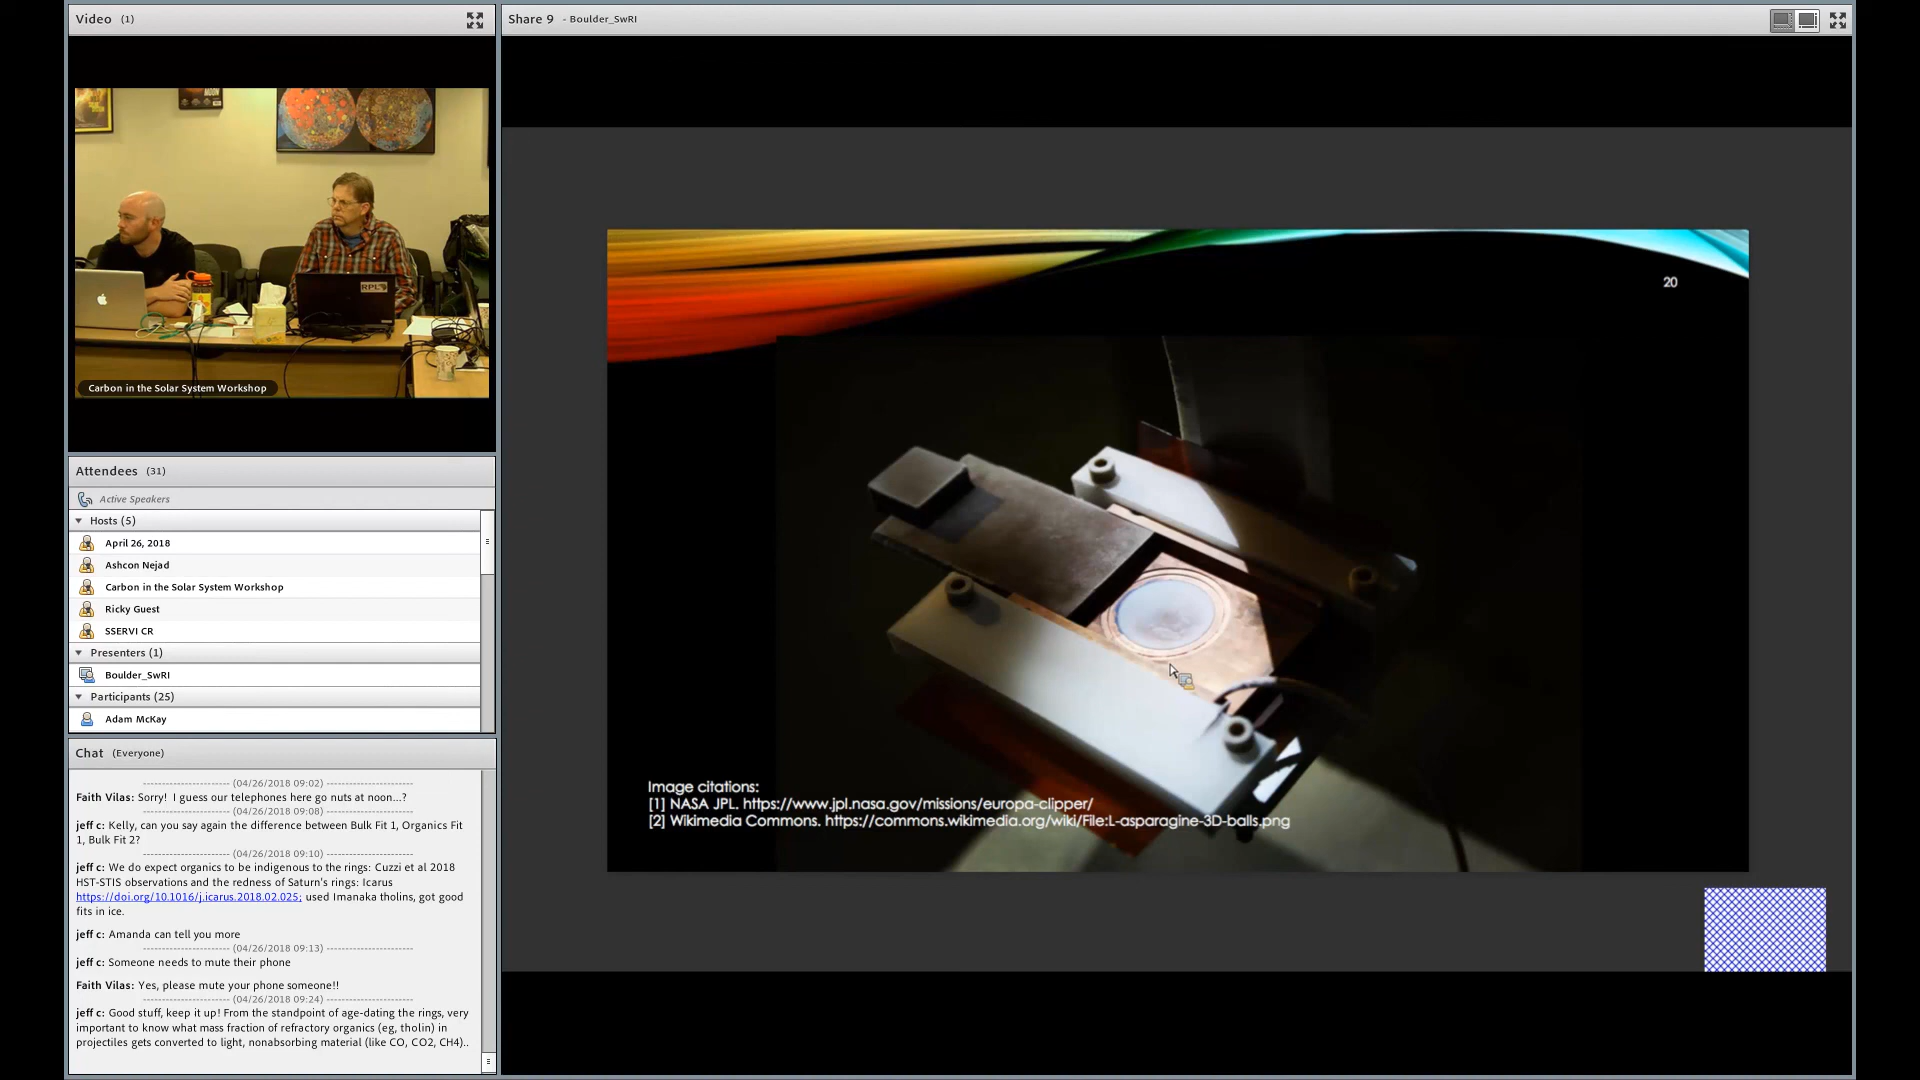 Video (1)
Carbon in the Solar System Workshop
RPL
Attendees (31)
Active Speakers
Hosts (5)
April 26, 2018
Ashcon Nejad
Carbon in the Solar System Workshop
Ricky Guest
SSERVI CR
Presenters (1)
Boulder_SwRI
Participants (25)
Adam McKay
Chat (Everyone)
(04/26/2018 09:02)
Faith Vilas: Sorry! I guess our telephones here go nuts at noon...?
(04/26/2018 09:08)
jeff c: Kelly, can you say again the difference between Bulk Fit 1, Organics Fit
1, Bulk Fit 2?
(04/26/2018 09:10)
jeff c: We do expect organics to be indigenous to the rings: Cuzzi et al 2018
HST-STIS observations and the redness of Saturn's rings: Icarus
https://doi.org/10.1016/j.icarus.2018.02.025; used Imanaka tholins, got good
fits in ice.
jeff c: Amanda can tell you more
(04/26/2018 09:13)
jeff c: Someone needs to mute their phone
Faith Vilas: Yes, please mute your phone someone!!
(04/26/2018 09:24)
jeff c: Good stuff, keep it up! From the standpoint of age-dating the rings, very
important to know what mass fraction of refractory organics (eg, tholin) in
projectiles gets converted to light, nonabsorbing material (like CO, CO2, CH4)..
Share 9 - Boulder_SwRI
20
Image citations:
[1] NASA JPL. https://www.jpl.nasa.gov/missions/europa-clipper/
[2] Wikimedia Commons. https://commons.wikimedia.org/wiki/File:L-asparagine-3D-balls.png